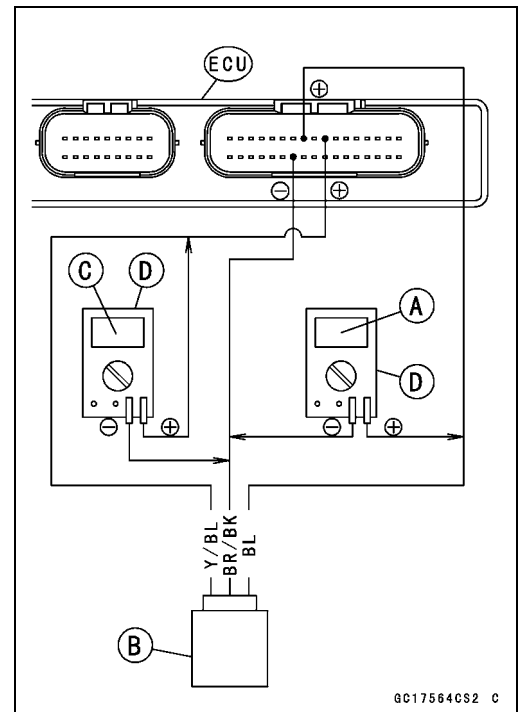 ECU
⊕
⊖ ⊕
C D
A
D
⊖ ⊕
⊖ ⊕
Y/BL
BR/BK
BL
B
GC17564CS2 C